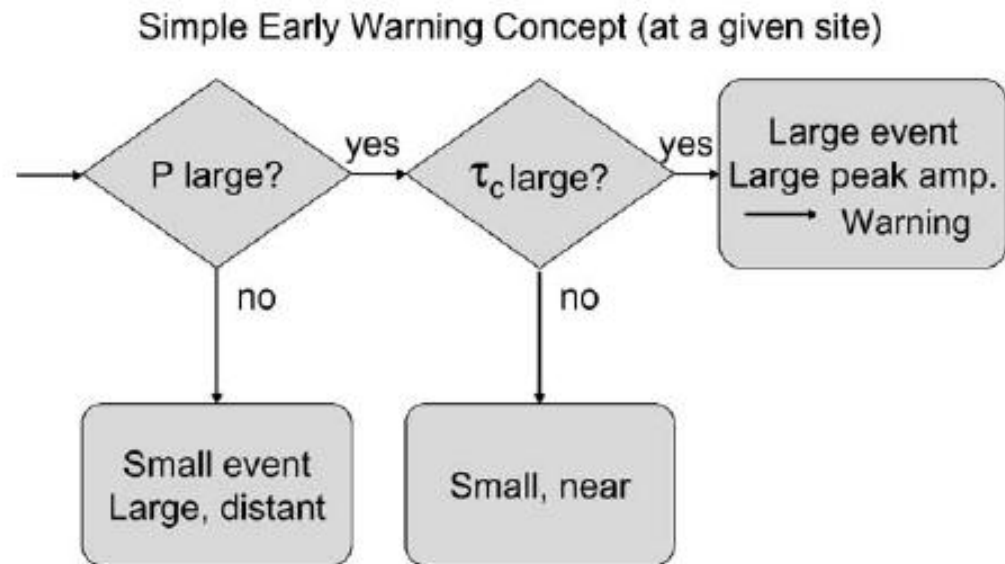 Simple Early Warning Concept (at a given site)
P large?
yes
τc large?
yes
Large event
Large peak amp.
Warning
no
no
Small event
Large, distant
Small, near